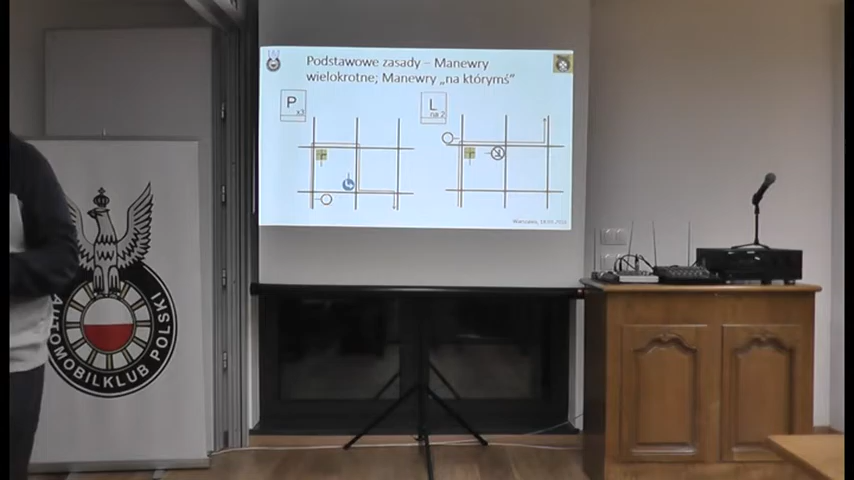 Podstawowe zasady – Manewry
wielokrotne; Manewry „na którymś”
P
x3
L
na 2
AUTOMOBILKLUB POLSKI